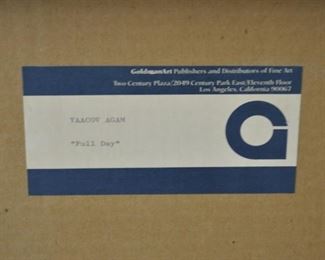 GoldmanArt Publishers and Distributors of Fine Art
Two Century Plaza/2049 Century Park East/Eleventh Floor
Los Angeles, California 90067
YAACOV AGAM
"Full Day"